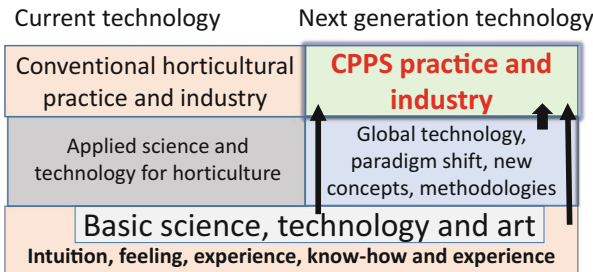 Current technology
Next generation technology
Conventional horticultural
practice and industry
CPPS practice and
industry
Applied science and
technology for horticulture
Global technology,
paradigm shift, new
concepts, methodologies
Basic science, technology and art
Intuition, feeling, experience, know-how and experience